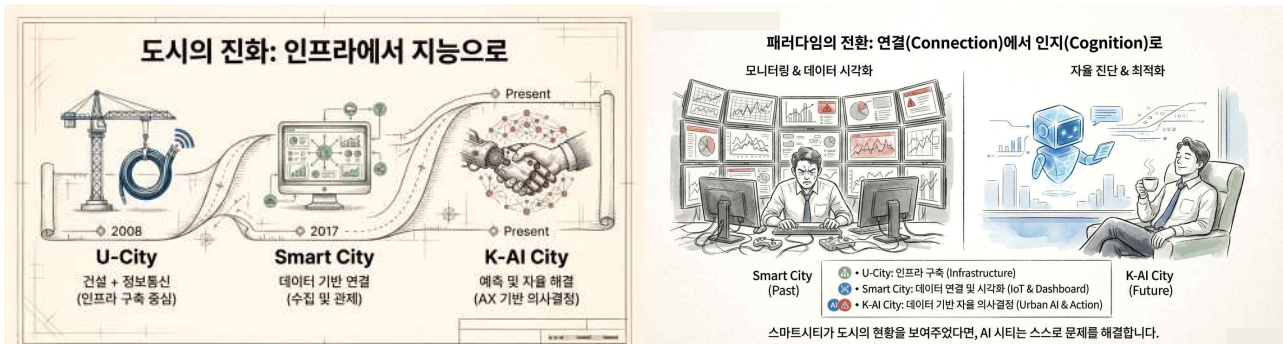 도시의 진화: 인프라에서 지능으로
Present
2008
2017
Present
U-City
건설 + 정보통신
(인프라 구축 중심)
Smart City
데이터 기반 연결
(수집 및 관제)
K-AI City
예측 및 자율 해결
(AX 기반 의사결정)
패러다임의 전환: 연결(Connection)에서 인지(Cognition)로
모니터링 & 데이터 시각화
자율 진단 & 최적화
Smart City
(Past)
• U-City: 인프라 구축 (Infrastructure)
• Smart City: 데이터 연결 및 시각화 (IoT & Dashboard)
AI • K-AI City: 데이터 기반 자율 의사결정 (Urban AI & Action)
K-AI City
(Future)
스마트시티가 도시의 현황을 보여주었다면, AI 시티는 스스로 문제를 해결합니다.